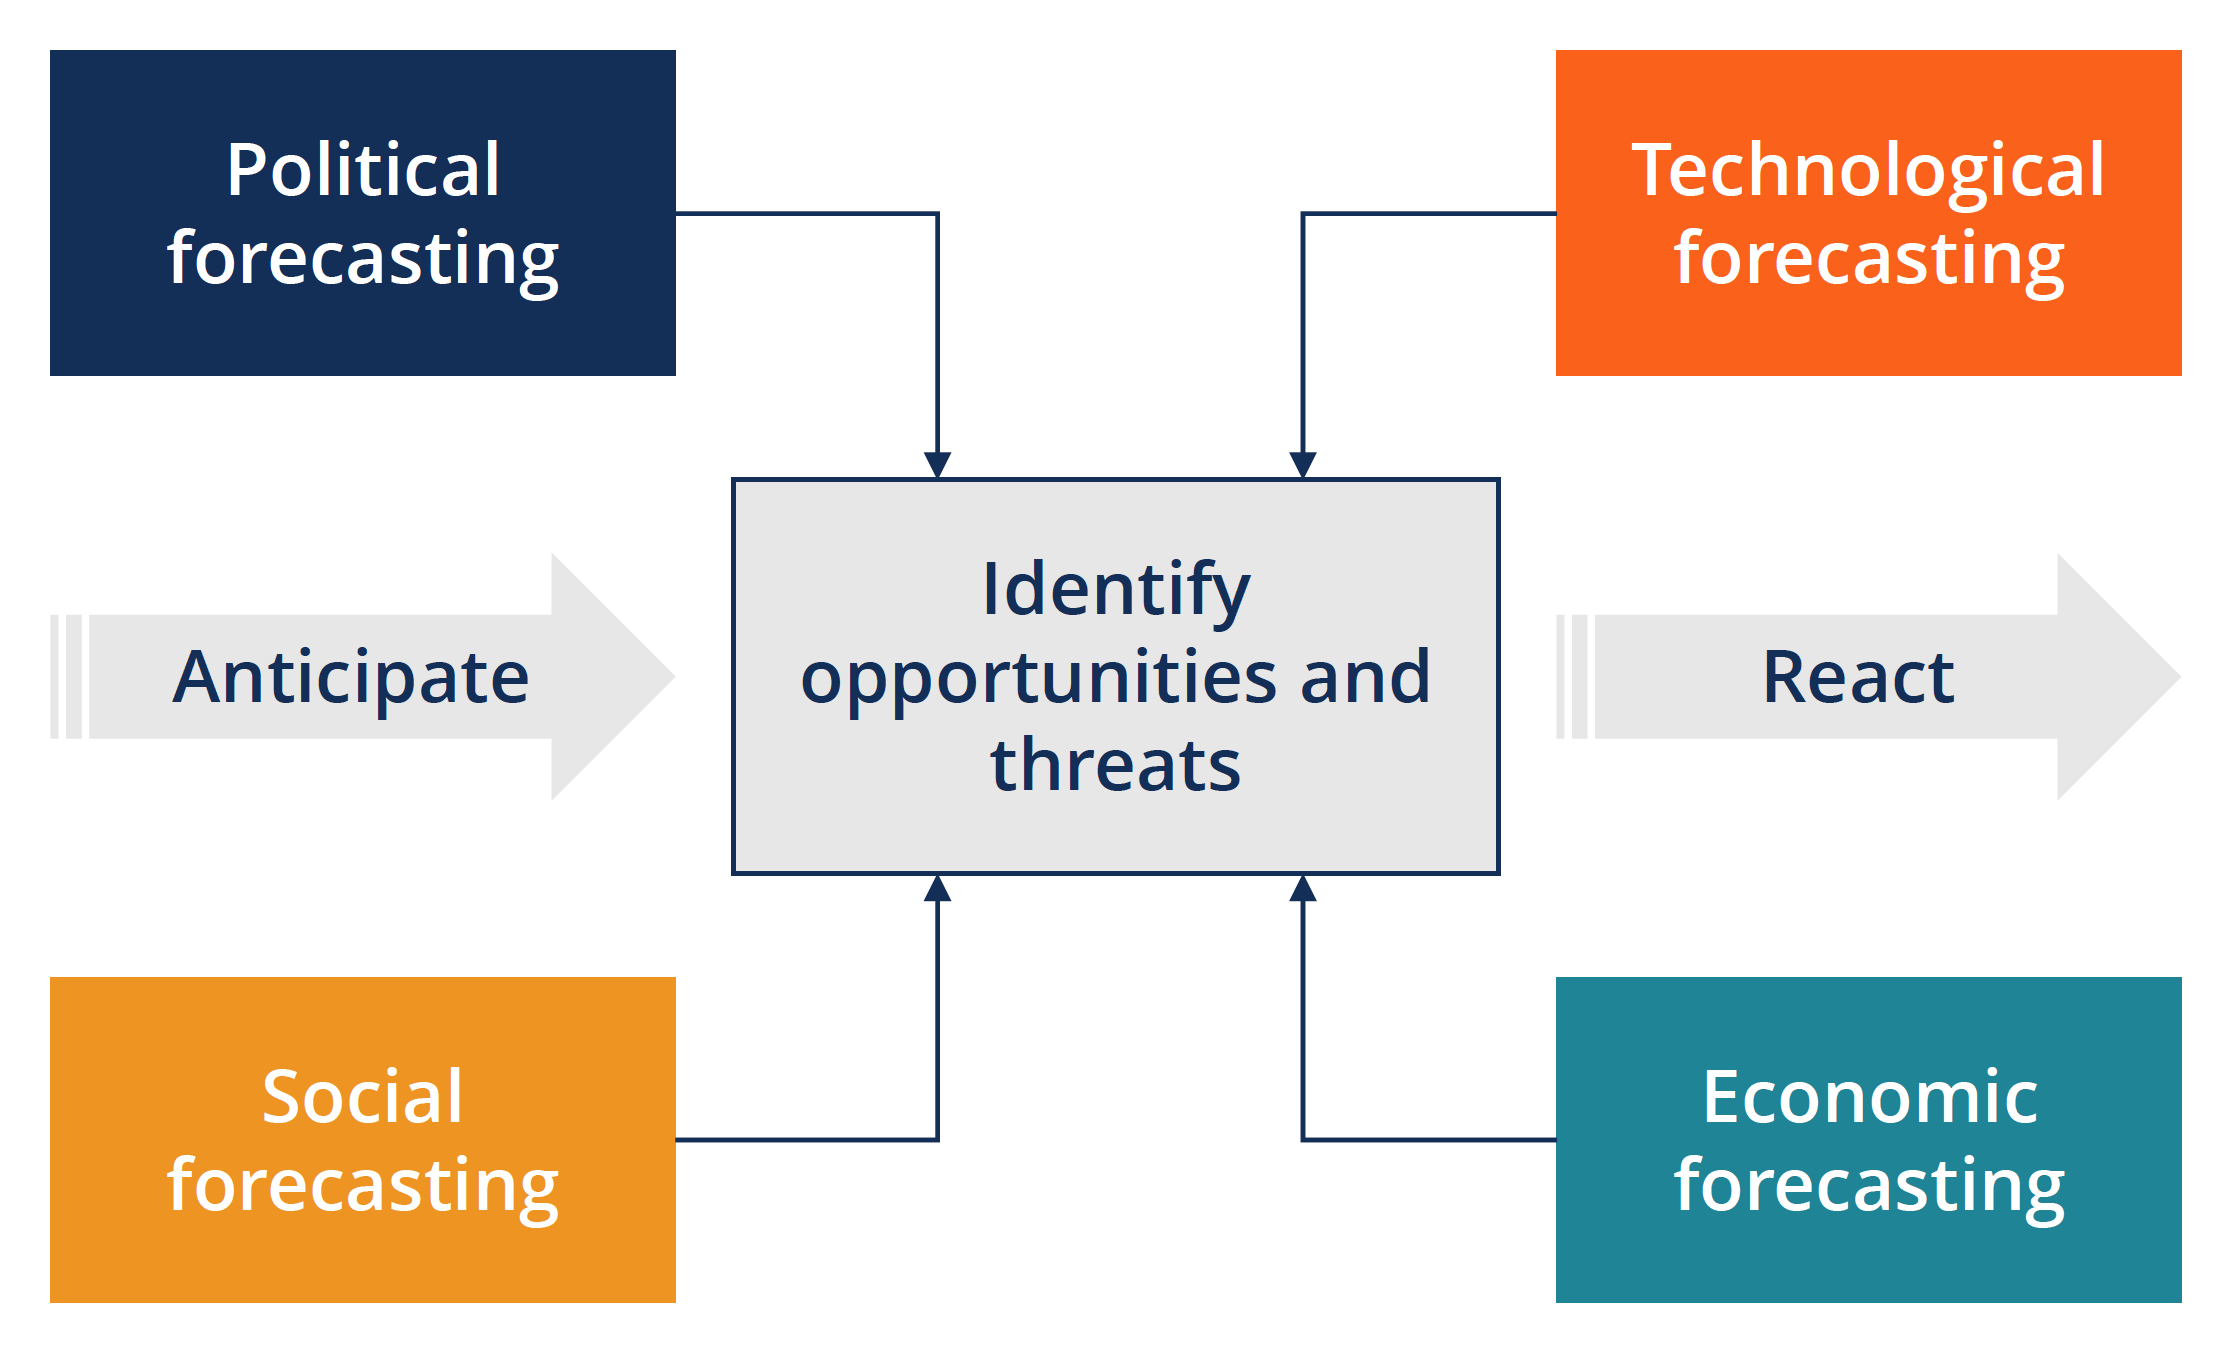 Political
forecasting
Technological
forecasting
Anticipate
Identify
opportunities and
threats
React
Social
forecasting
Economic
forecasting